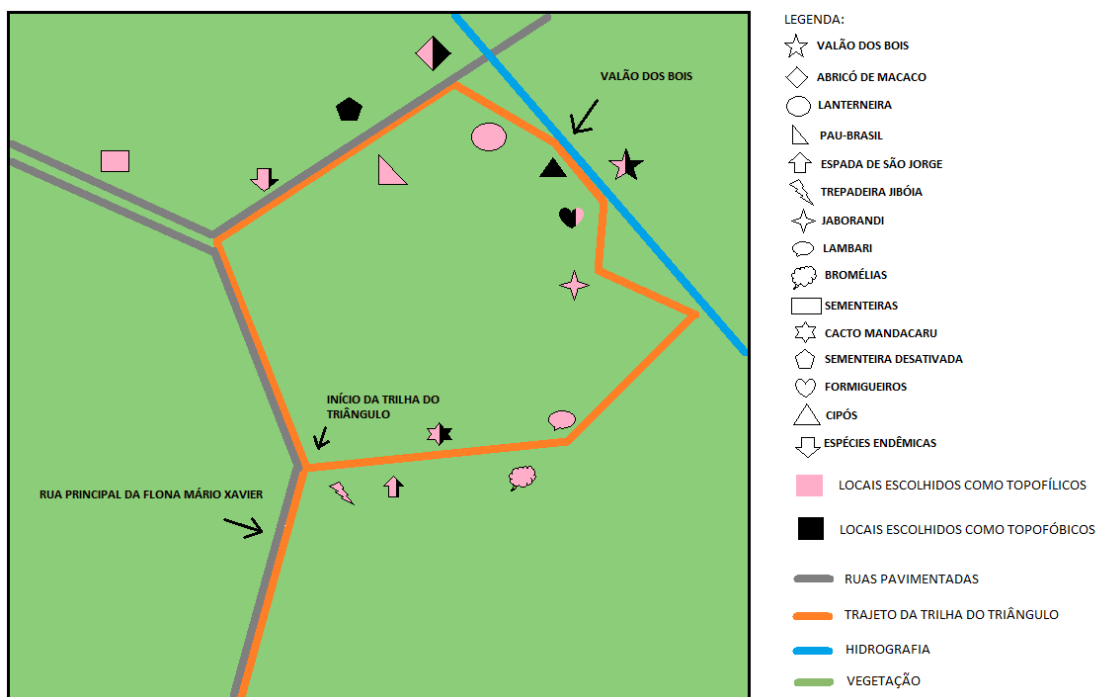 VALÃO DOS BOIS
INÍCIO DA TRILHA DO
TRIÂNGULO
RUA PRINCIPAL DA FLONA MÁRIO XAVIER
LEGENDA:
VALÃO DOS BOIS
ABRICÓ DE MACACO
LANTERNEIRA
PAU-BRASIL
ESPADA DE SÃO JORGE
TREPADEIRA JIBÓIA
JABORANDI
LAMBARI
BROMÉLIAS
SEMENTEIRAS
CACTO MANDACARU
SEMENTEIRA DESATIVADA
FORMIGUEIROS
CIPÓS
ESPÉCIES ENDÊMICAS
LOCAIS ESCOLHIDOS COMO TOPOFÍLICOS
LOCAIS ESCOLHIDOS COMO TOPOFÓBICOS
RUAS PAVIMENTADAS
TRAJETO DA TRILHA DO TRIÂNGULO
HIDROGRAFIA
VEGETAÇÃO